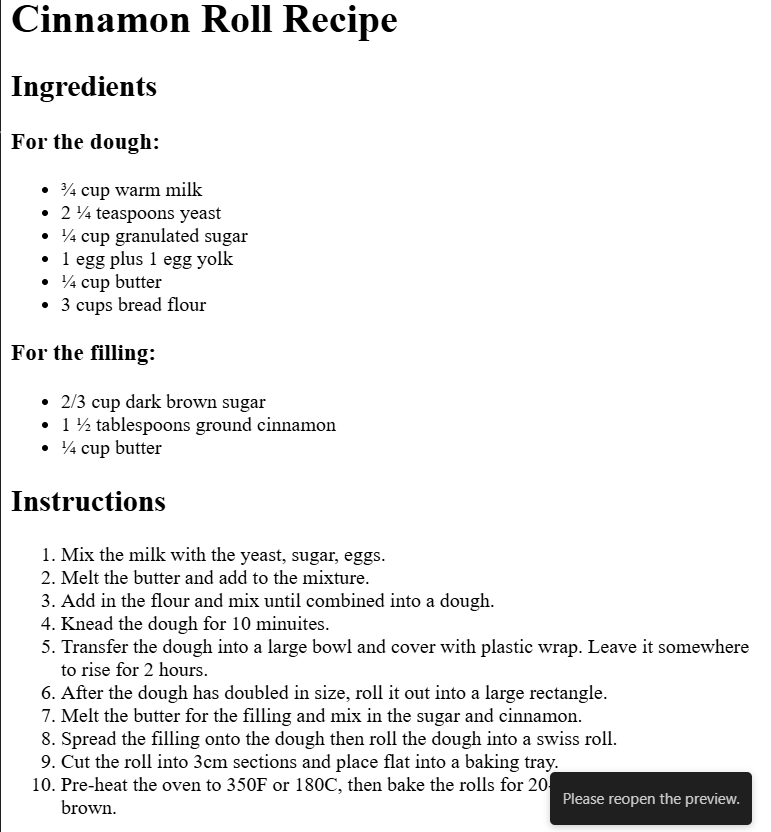 Cinnamon Roll Recipe
Ingredients
For the dough:
• ¾ cup warm milk
• 2 ¼ teaspoons yeast
• ¼ cup granulated sugar
• 1 egg plus 1 egg yolk
• ¼ cup butter
• 3 cups bread flour
For the filling:
• 2/3 cup dark brown sugar
• 1 ½ tablespoons ground cinnamon
• ¼ cup butter
Instructions
1. Mix the milk with the yeast, sugar, eggs.
2. Melt the butter and add to the mixture.
3. Add in the flour and mix until combined into a dough.
4. Knead the dough for 10 minuites.
5. Transfer the dough into a large bowl and cover with plastic wrap. Leave it somewhere
to rise for 2 hours.
6. After the dough has doubled in size, roll it out into a large rectangle.
7. Melt the butter for the filling and mix in the sugar and cinnamon.
8. Spread the filling onto the dough then roll the dough into a swiss roll.
9. Cut the roll into 3cm sections and place flat into a baking tray.
10. Pre-heat the oven to 350F or 180C, then bake the rolls for 20-
brown.
Please reopen the preview.